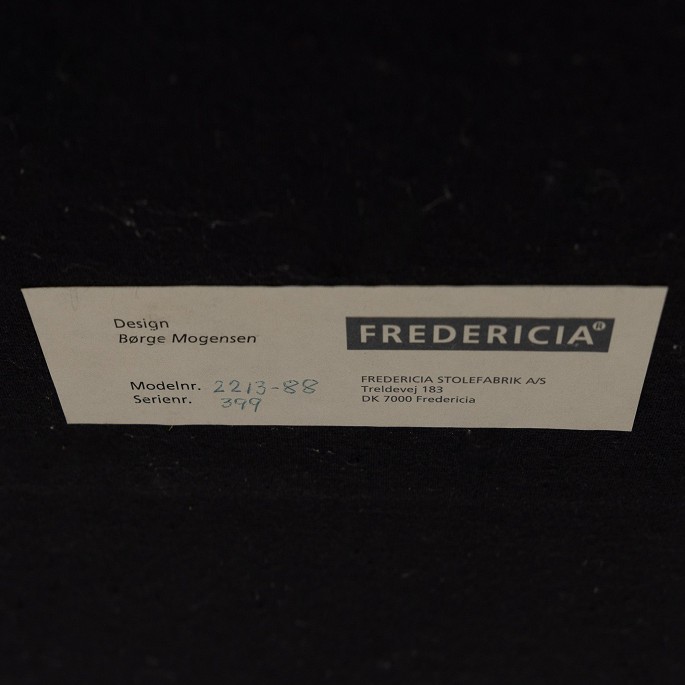 Design
Børge Mogensen
Modelnr. 2213-88
Serienr. 399
FREDERICIA®
FREDERICIA STOLEFABRIK A/S
Treldevej 183
DK 7000 Fredericia